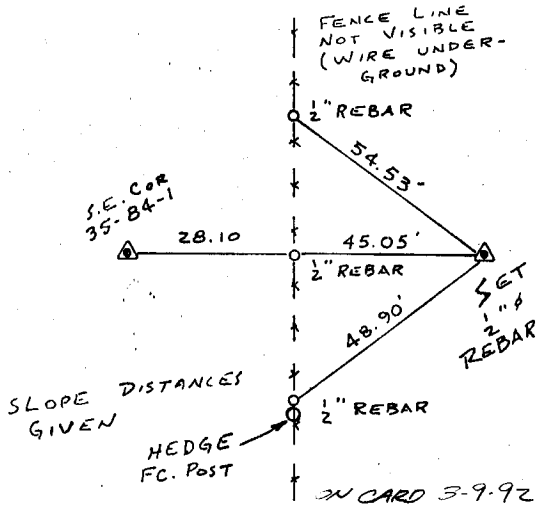 FENCE LINE
NOT VISIBLE
(WIRE UNDER-
GROUND)
1/2" REBAR
54.53'
S.E. COR
35-84-1
28.10
45.05'
1/2" REBAR
SET
1/2" ⌀
REBAR
48.90'
SLOPE DISTANCES
GIVEN
1/2" REBAR
HEDGE
FC. POST
ON CARD 3-9-92